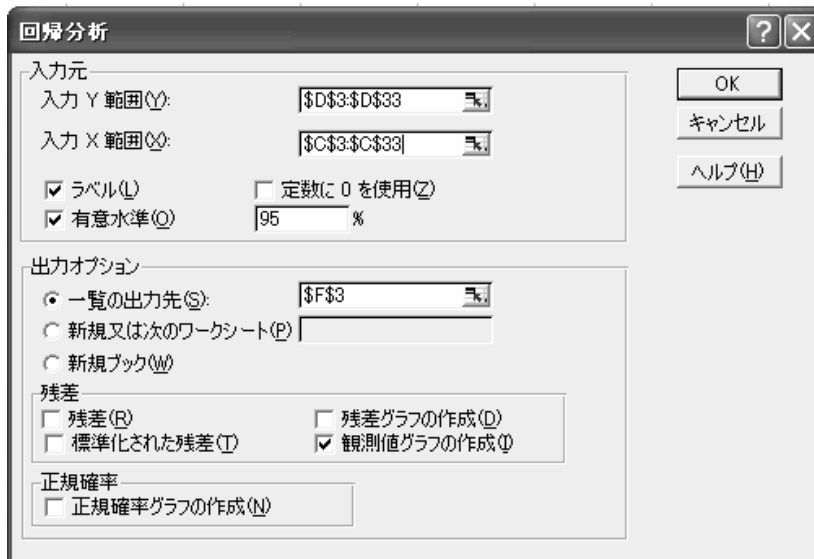 回帰分析
入力元
入力 Y 範囲(Y): $D$3:$D$33
入力 X 範囲(X): $C$3:$C$33
ラベル(L) 定数に 0 を使用(Z)
有意水準(O) 95 %
OK
キャンセル
ヘルプ(H)
出力オプション
一覧の出力先(S): $F$3
新規又は次のワークシート(P)
新規ブック(W)
残差
残差(R) 残差グラフの作成(D)
標準化された残差(T) 観測値グラフの作成(I)
正規確率
正規確率グラフの作成(N)